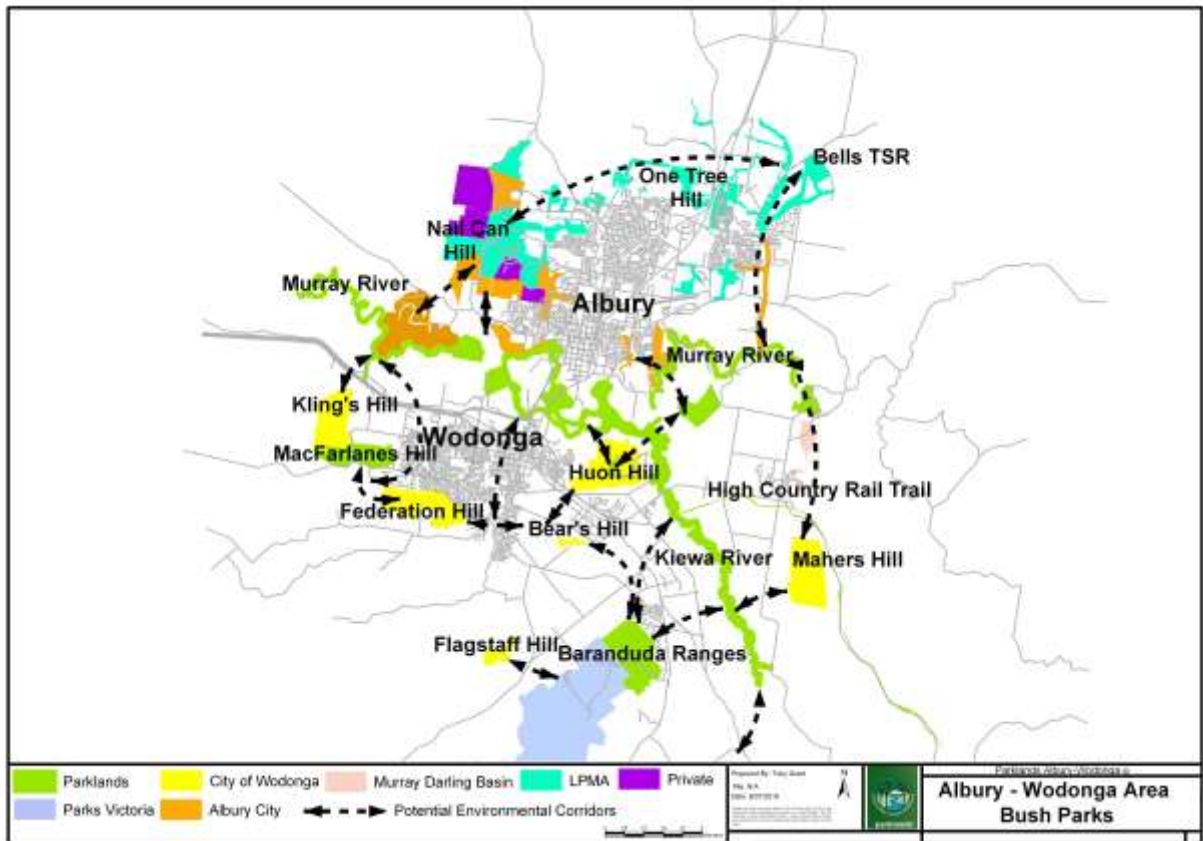 Bells TSR
One Tree
Hill
Nail Can
Hill
Murray River
Albury
Murray River
Kling's Hill
Wodonga
MacFarlanes Hill
Huon Hill
High Country Rail Trail
Federation Hill
Bear's Hill
Kiewa River
Mahers Hill
Flagstaff Hill
Baranduda Ranges
Parklands
City of Wodonga
Murray Darling Basin
LPMA
Private
Parks Victoria
Albury City
Potential Environmental Corridors
N
Albury - Wodonga Area
Bush Parks